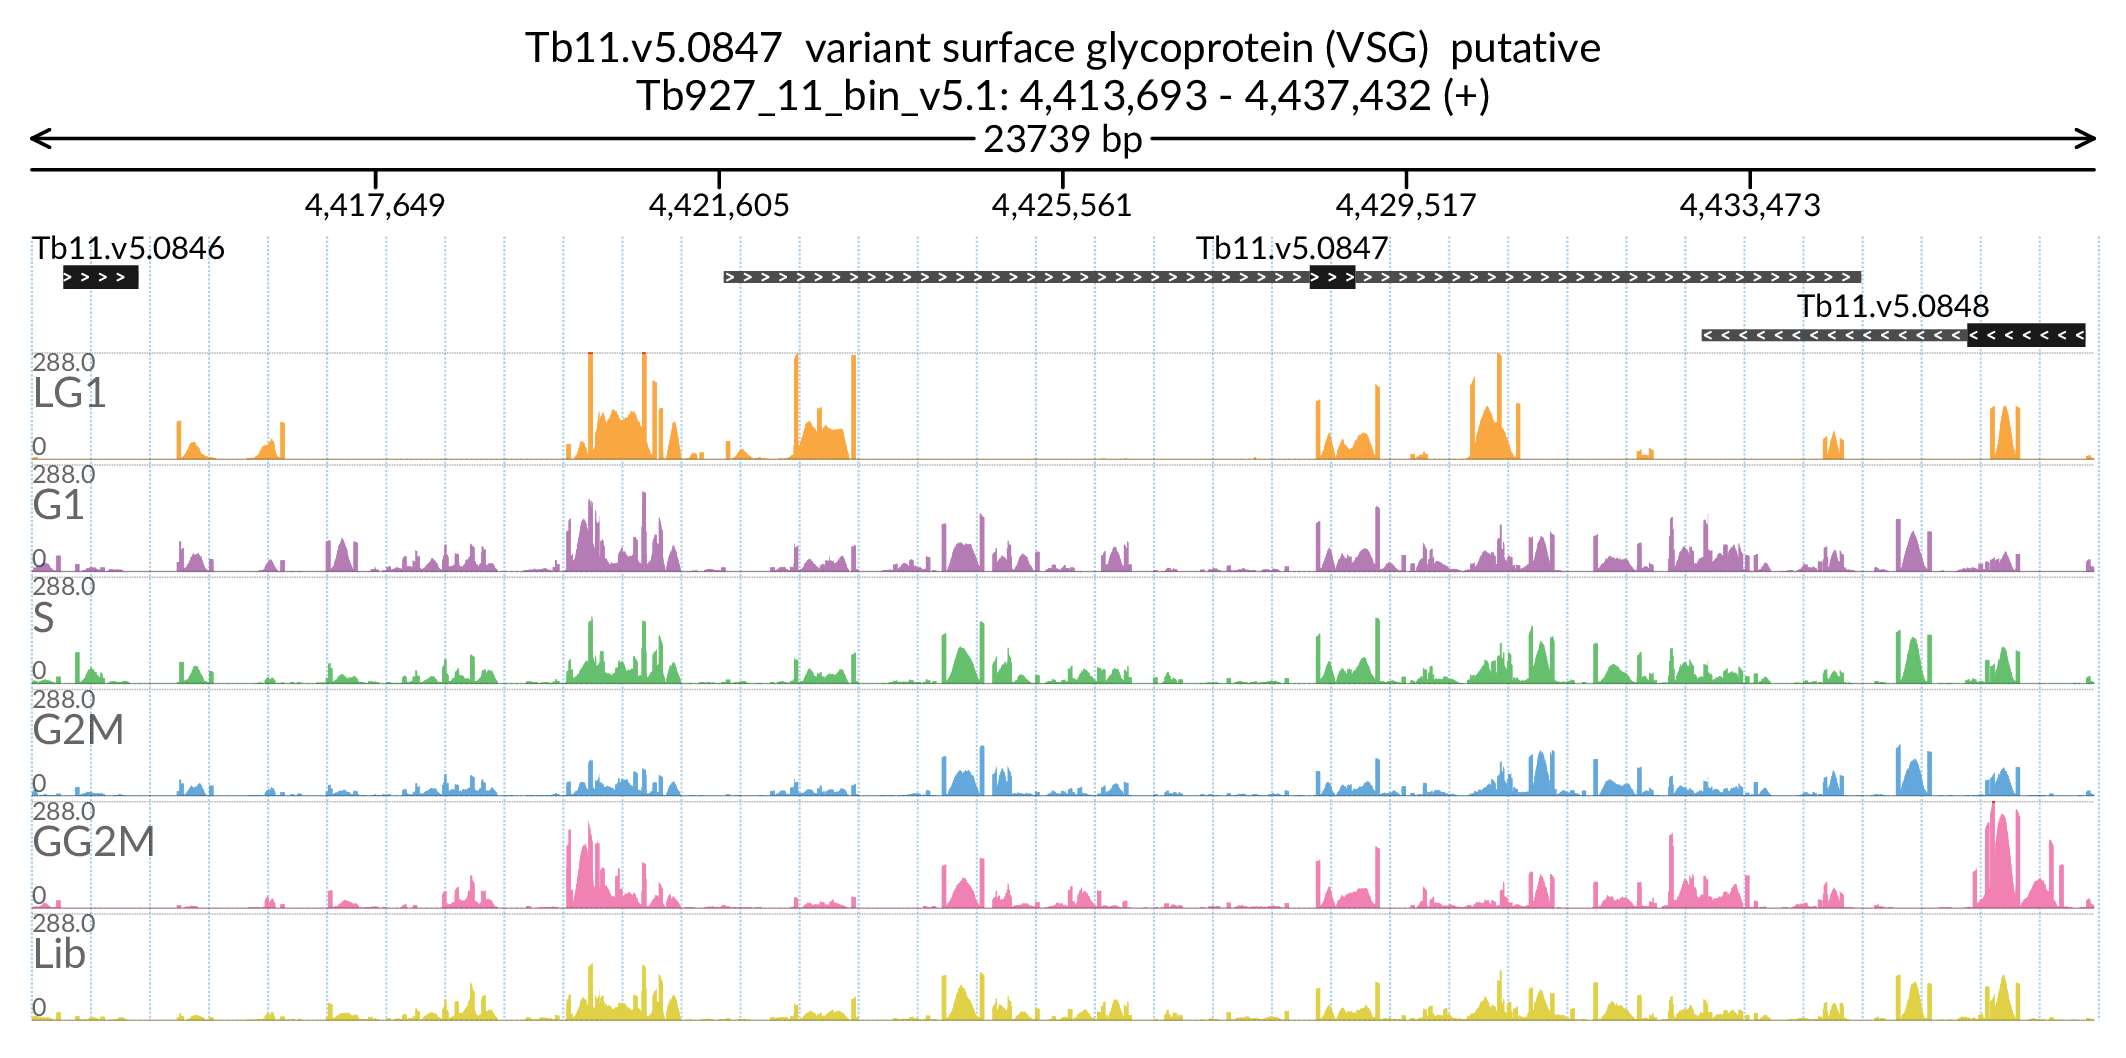 Tb11.v5.0847  variant surface glycoprotein (VSG)  putative
Tb927_11_bin_v5.1: 4,413,693 - 4,437,432 (+)
23739 bp
4,417,649 4,421,605 4,425,561 4,429,517 4,433,473
Tb11.v5.0846 Tb11.v5.0847
Tb11.v5.0848
288.0
LG1
0
288.0
G1
0
288.0
S
0
288.0
G2M
0
288.0
GG2M
0
288.0
Lib
0